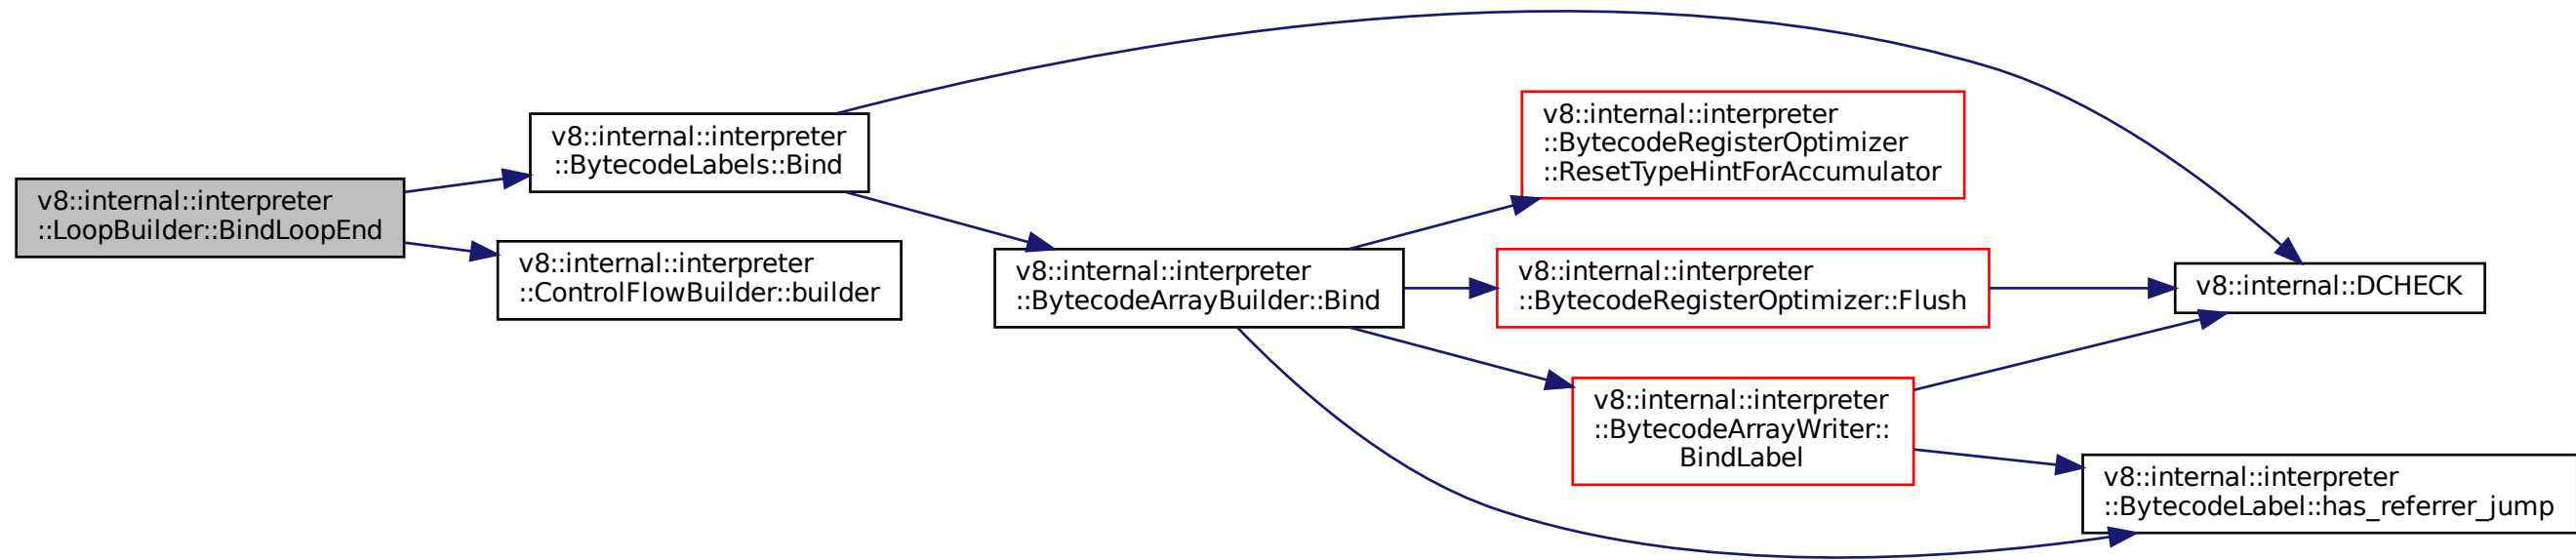 v8::internal::interpreter
::LoopBuilder::BindLoopEnd
v8::internal::interpreter
::BytecodeLabels::Bind
v8::internal::interpreter
::ControlFlowBuilder::builder
v8::internal::interpreter
::BytecodeArrayBuilder::Bind
v8::internal::interpreter
::BytecodeRegisterOptimizer
::ResetTypeHintForAccumulator
v8::internal::interpreter
::BytecodeRegisterOptimizer::Flush
v8::internal::interpreter
::BytecodeArrayWriter::
BindLabel
v8::internal::DCHECK
v8::internal::interpreter
::BytecodeLabel::has_referrer_jump